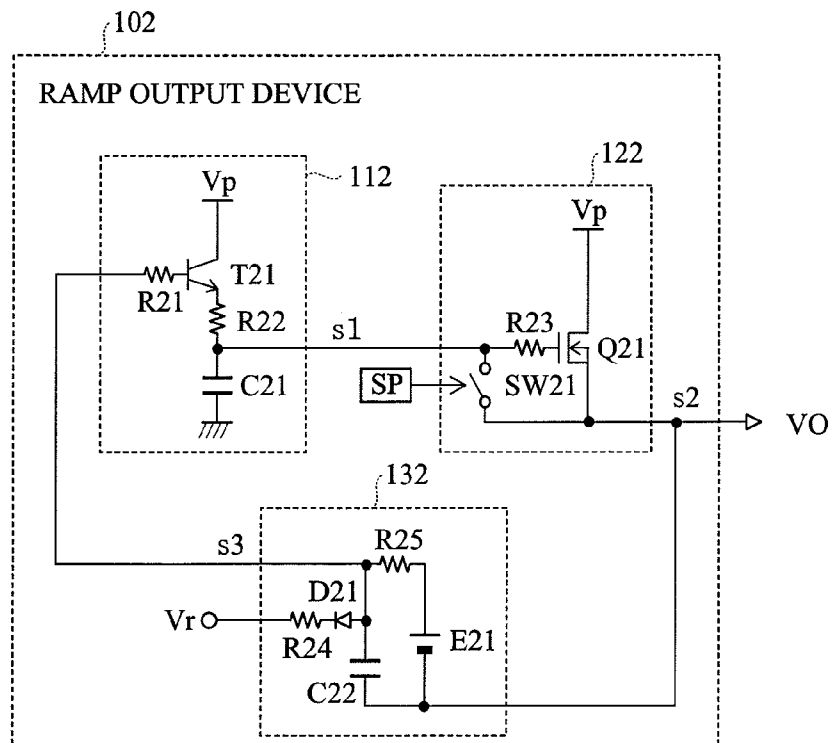 102
RAMP OUTPUT DEVICE
112
122
Vp
Vp
T21
R21
R22
s1
R23
Q21
C21
SP
SW21
s2
VO
132
s3
R25
D21
Vr
R24
E21
C22